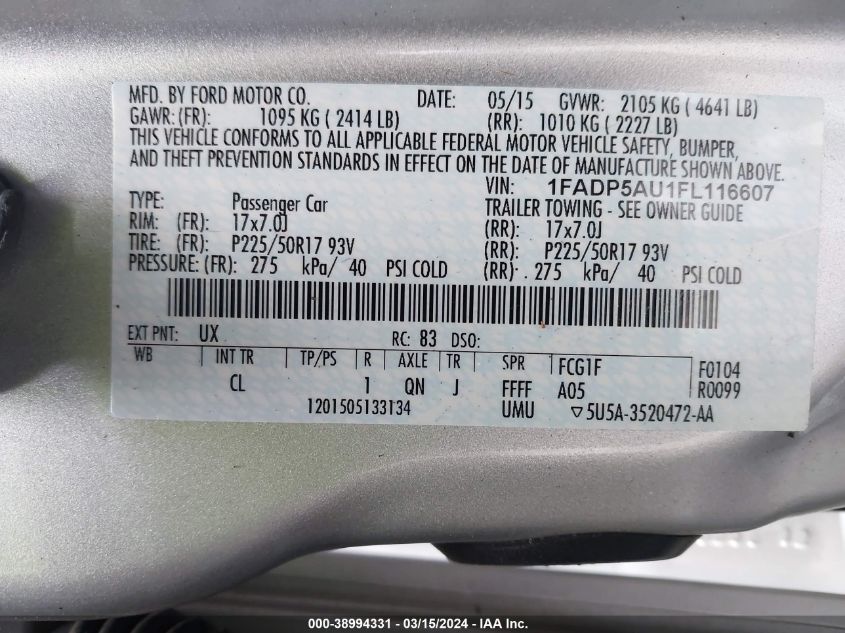 MFD. BY FORD MOTOR CO. DATE: 05/15 GVWR: 2105 KG ( 4641 LB)
GAWR: (FR): 1095 KG ( 2414 LB) (RR): 1010 KG ( 2227 LB)
THIS VEHICLE CONFORMS TO ALL APPLICABLE FEDERAL MOTOR VEHICLE SAFETY, BUMPER,
AND THEFT PREVENTION STANDARDS IN EFFECT ON THE DATE OF MANUFACTURE SHOWN ABOVE.
VIN: 1FADP5AU1FL116607
TYPE: Passenger Car TRAILER TOWING - SEE OWNER GUIDE
RIM: (FR): 17x7.0J (RR): 17x7.0J
TIRE: (FR): P225/50R17 93V (RR): P225/50R17 93V
PRESSURE: (FR): 275 kPa/ 40 PSI COLD (RR): 275 kPa/ 40 PSI COLD
EXT PNT: UX RC: 83 DSO:
WB INT TR TP/PS R AXLE TR SPR FCG1F F0104
CL 1 QN J FFFF A05 R0099
1201505133134 UMU ▽5U5A-3520472-AA
000-38994331 - 03/15/2024 - IAA Inc.